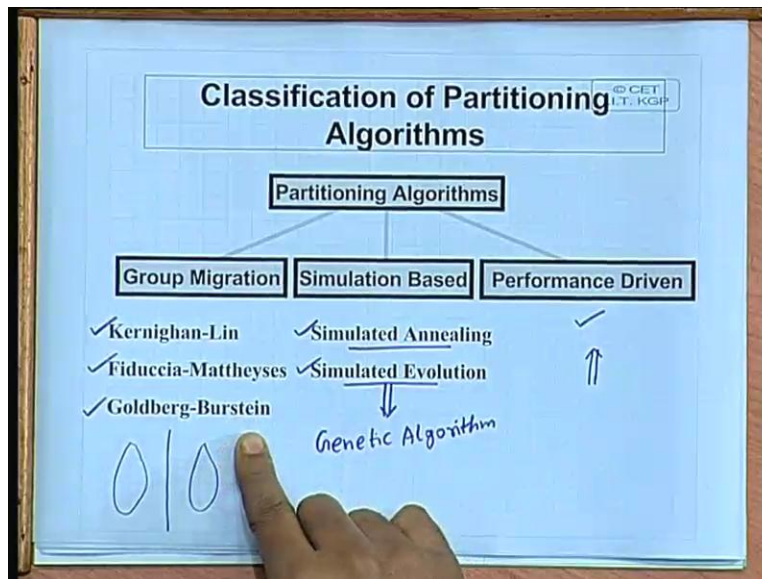 Classification of Partitioning
Algorithms
© CET
I.I.T. KGP
Partitioning Algorithms
Group Migration
Simulation Based
Performance Driven
Kernighan-Lin
Simulated Annealing
Fiduccia-Mattheyses
Simulated Evolution
Goldberg-Burstein
Genetic Algorithm